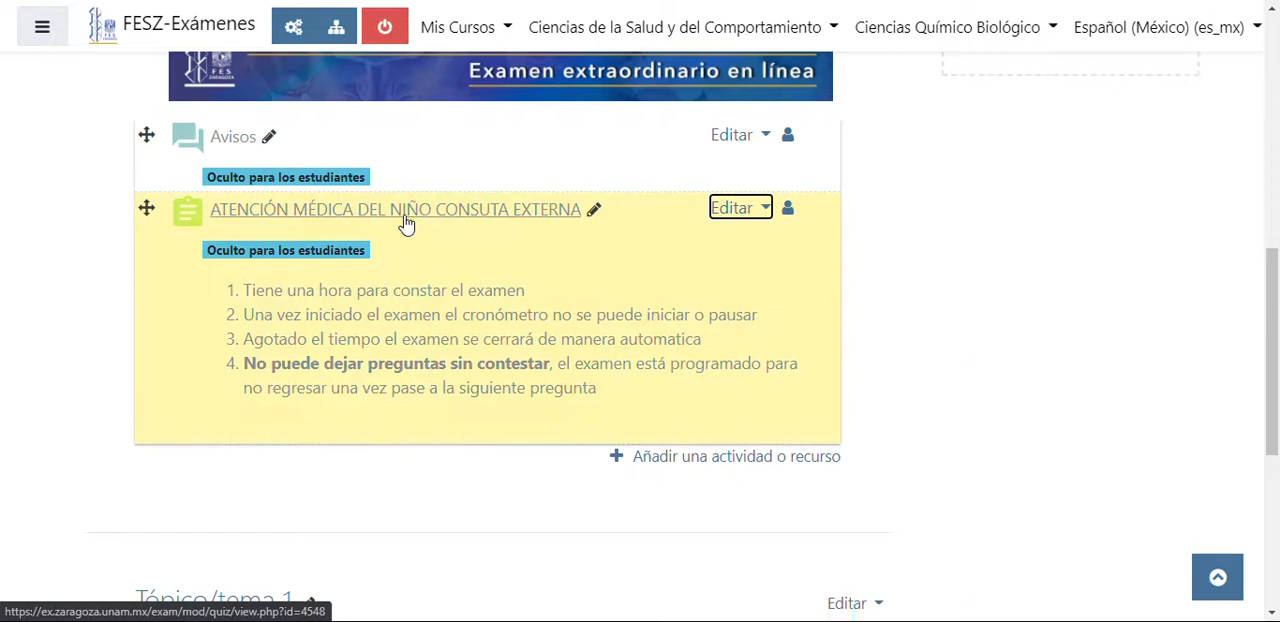 FESZ-Exámenes
Mis Cursos
Ciencias de la Salud y del Comportamiento
Ciencias Químico Biológico
Español (México) (es_mx)
FES
ZARAGOZA
Examen extraordinario en línea
Avisos
Editar
Oculto para los estudiantes
ATENCIÓN MÉDICA DEL NIÑO CONSUTA EXTERNA
Editar
Oculto para los estudiantes
1. Tiene una hora para constar el examen
2. Una vez iniciado el examen el cronómetro no se puede iniciar o pausar
3. Agotado el tiempo el examen se cerrará de manera automatica
4. No puede dejar preguntas sin contestar, el examen está programado para
no regresar una vez pase a la siguiente pregunta
Añadir una actividad o recurso
Tópico/tema 1
Editar
https://ex.zaragoza.unam.mx/exam/mod/quiz/view.php?id=4548